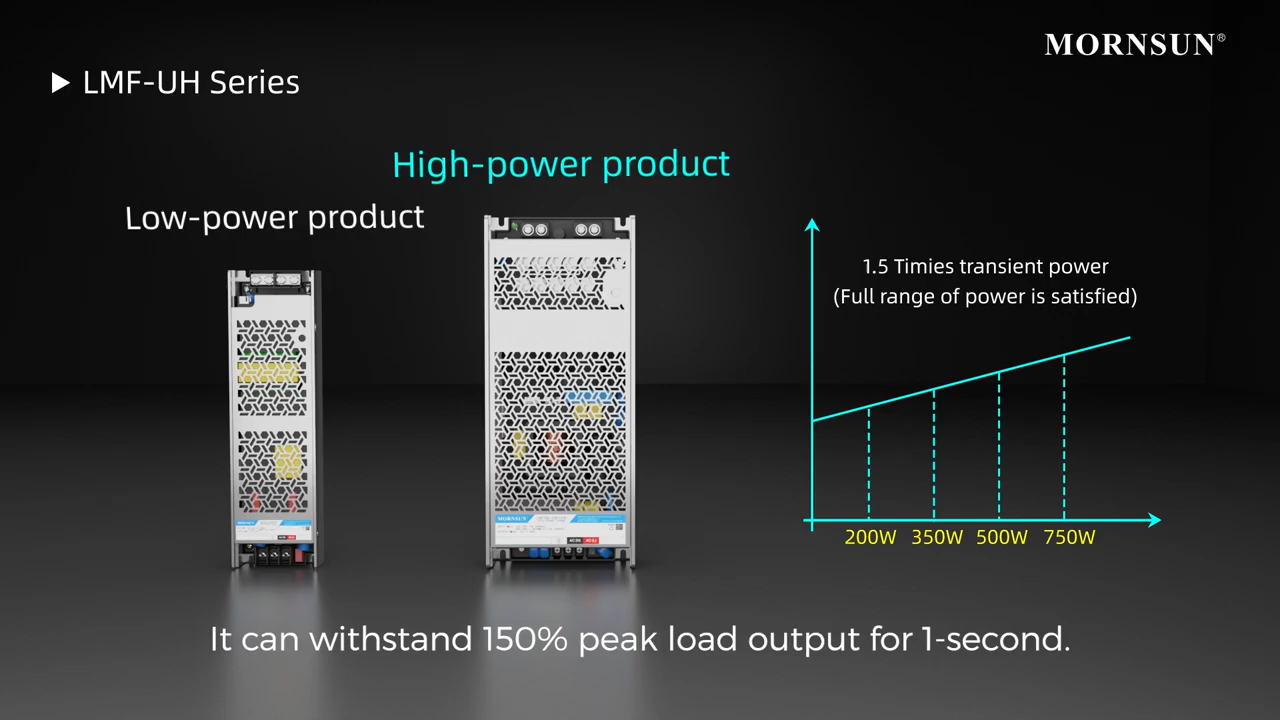 MORNSUN®
LMF-UH Series
High-power product
Low-power product
1.5 Timies transient power
(Full range of power is satisfied)
MORNSUN
200W 350W 500W 750W
It can withstand 150% peak load output for 1-second.